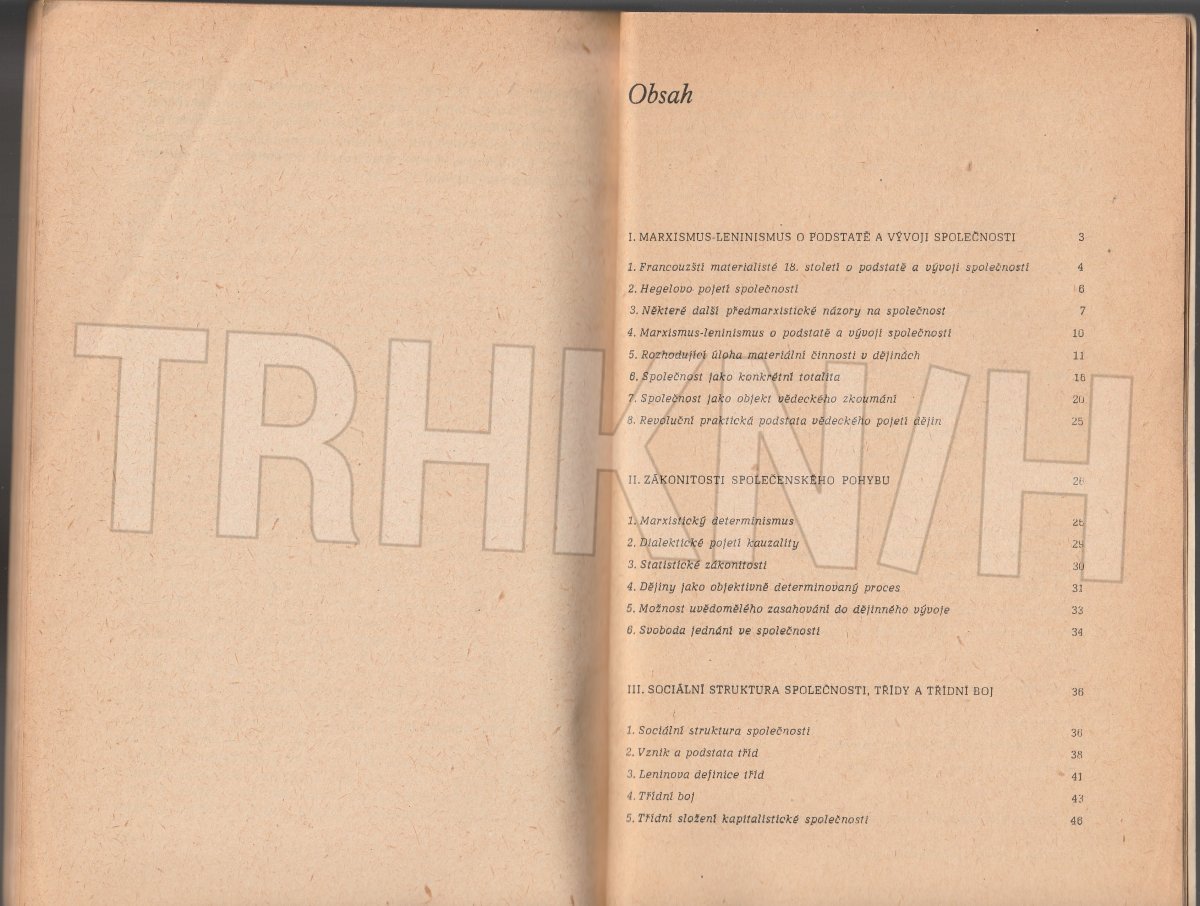 Obsah
I. MARXISMUS-LENINISMUS O PODSTATĚ A VÝVOJI SPOLEČNOSTI 3
1. Francouzští materialisté 18. století o podstatě a vývoji společnosti 4
2. Hegelovo pojetí společnosti 6
3. Některé další předmarxistické názory na společnost 7
4. Marxismus-leninismus o podstatě a vývoji společnosti 10
5. Rozhodující úloha materiální činnosti v dějinách 11
6. Společnost jako konkrétní totalita 16
7. Společnost jako objekt vědeckého zkoumání 20
8. Revoluční praktická podstata vědeckého pojetí dějin 25
II. ZÁKONITOSTI SPOLEČENSKÉHO POHYBU
1. Marxistický determinismus
2. Dialektické pojetí kauzality 29
3. Statistické zákonitosti 30
4. Dějiny jako objektivně determinovaný proces 31
5. Možnost uvědomělého zasahování do dějinného vývoje 33
6. Svoboda jednání ve společnosti 34
III. SOCIÁLNÍ STRUKTURA SPOLEČNOSTI, TŘÍDY A TŘÍDNÍ BOJ 36
1. Sociální struktura společnosti 36
2. Vznik a podstata tříd 38
3. Leninova definice tříd 41
4. Třídní boj 43
5. Třídní složení kapitalistické společnosti 46
TRHKNIH